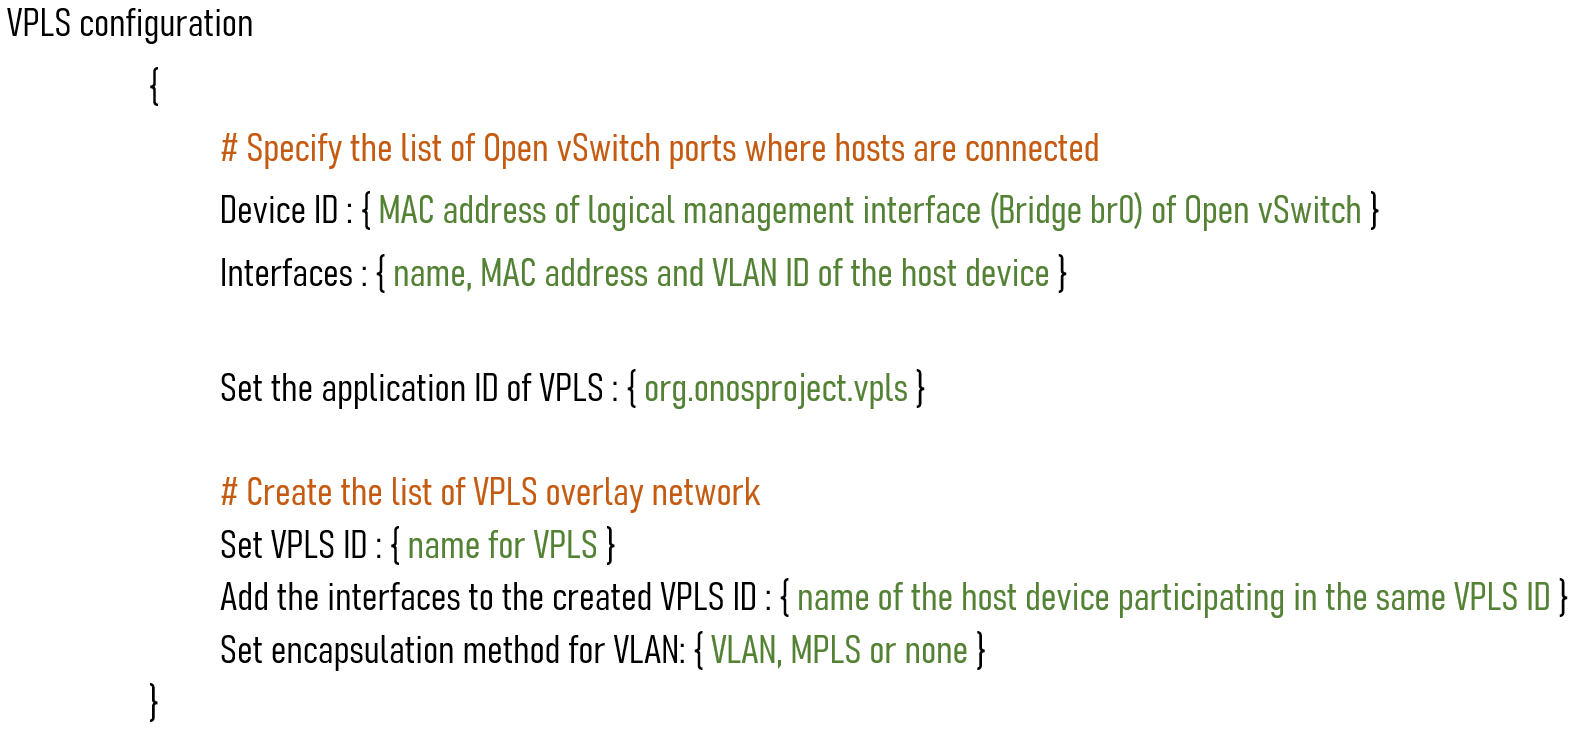 VPLS configuration
{
# Specify the list of Open vSwitch ports where hosts are connected
Device ID : { MAC address of logical management interface (Bridge br0) of Open vSwitch }
Interfaces : { name, MAC address and VLAN ID of the host device }
Set the application ID of VPLS : { org.onosproject.vpls }
# Create the list of VPLS overlay network
Set VPLS ID : { name for VPLS }
Add the interfaces to the created VPLS ID : { name of the host device participating in the same VPLS ID }
Set encapsulation method for VLAN: { VLAN, MPLS or none }
}